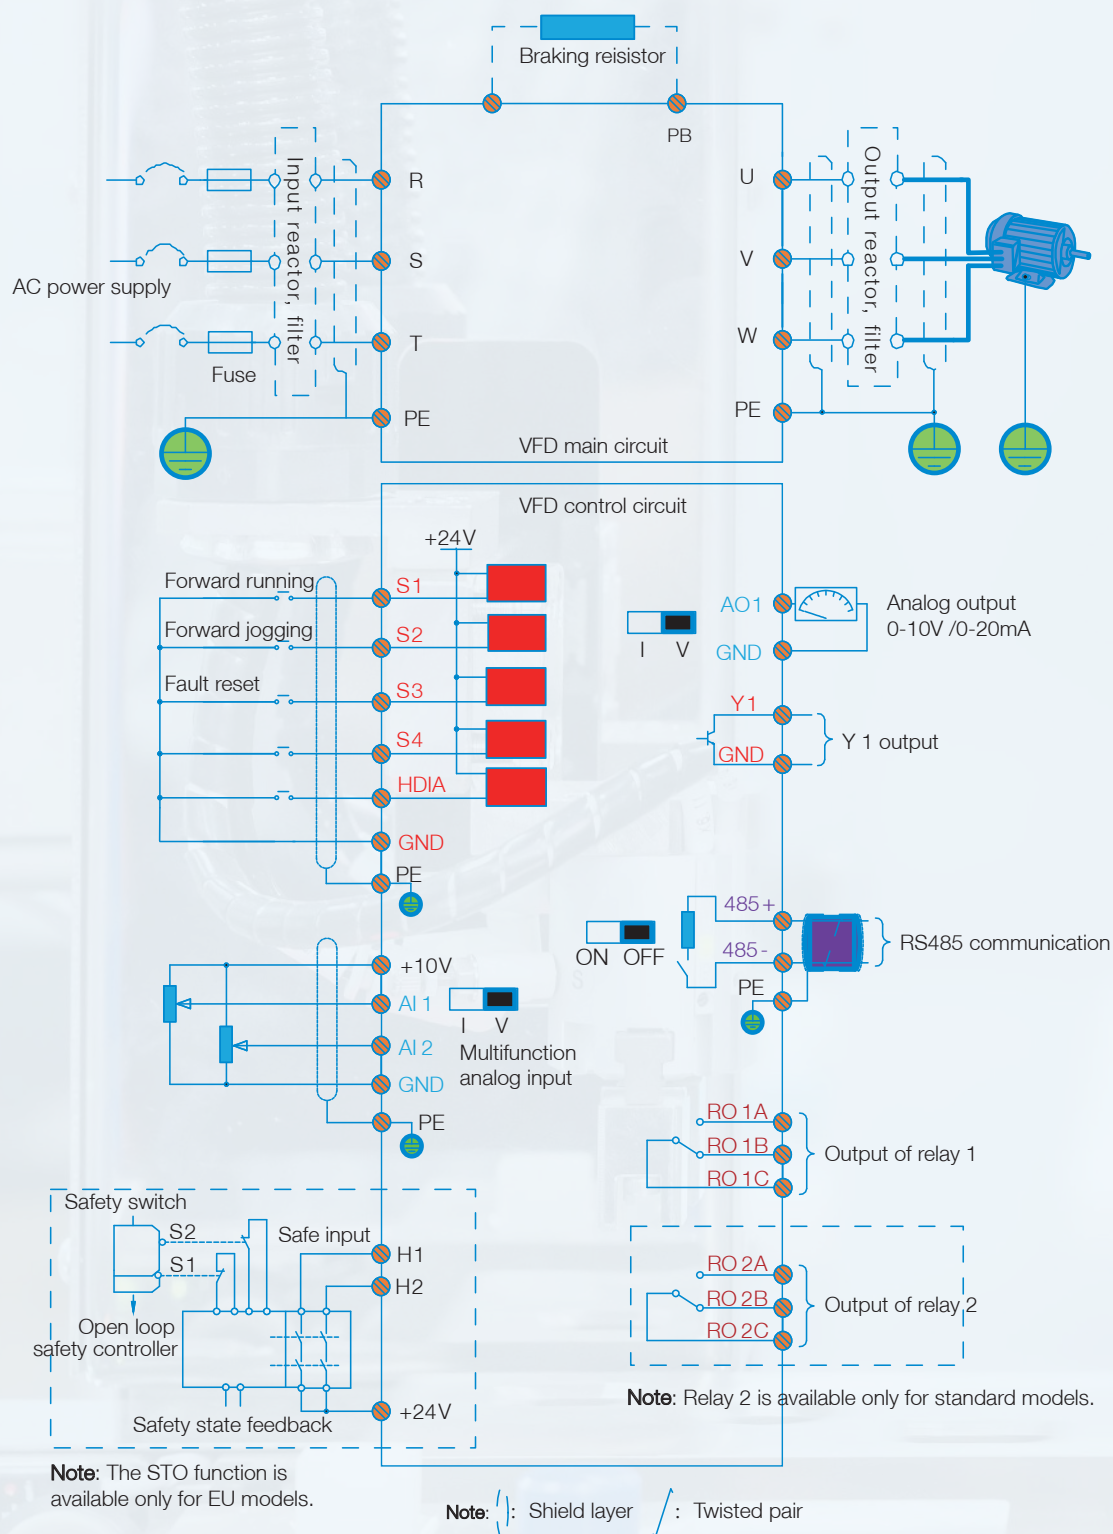 Braking reisistor
PB
R
Input reactor, filter
U
Output reactor, filter
S
V
AC power supply
T
W
Fuse
PE
PE
VFD main circuit
VFD control circuit
+24V
Forward running
S1
AO1
Analog output
0-10V /0-20mA
Forward jogging
S2
I V
GND
Fault reset
S3
Y1
S4
GND
Y 1 output
HDIA
GND
PE
485+
ON OFF
485-
RS485 communication
+10V
PE
AI 1
I V
AI 2
Multifunction
analog input
GND
PE
RO 1A
RO 1B
Output of relay 1
RO 1C
Safety switch
S2
Safe input
H1
S1
H2
RO 2A
RO 2B
Output of relay 2
RO 2C
Open loop
safety controller
+24V
Safety state feedback
Note: Relay 2 is available only for standard models.
Note: The STO function is
available only for EU models.
Note: ( ): Shield layer / : Twisted pair